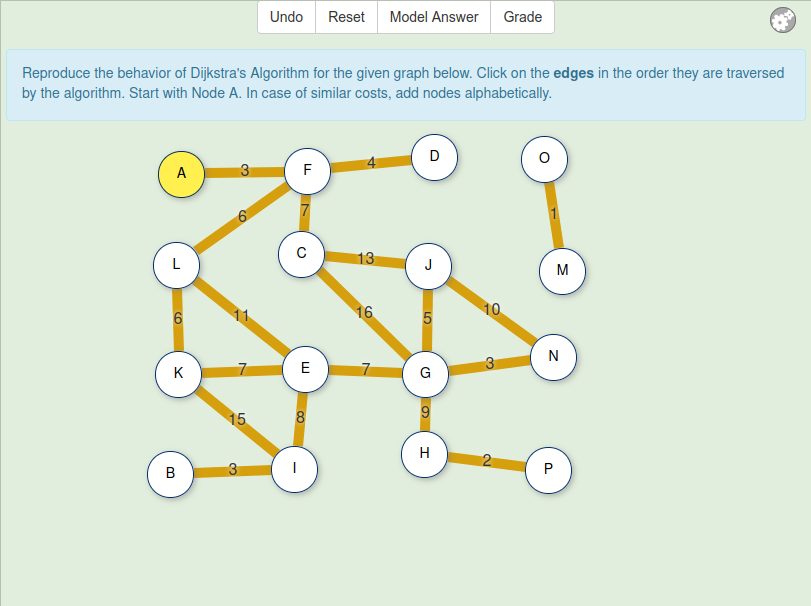 Undo Reset Model Answer Grade
Reproduce the behavior of Dijkstra's Algorithm for the given graph below. Click on the edges in the order they are traversed
by the algorithm. Start with Node A. In case of similar costs, add nodes alphabetically.
A 3 F 4 D O
6 7 1
L C 13 J M
6 11 16 5 10
K 7 E 7 G 3 N
15 8 9
B 3 I H 2 P